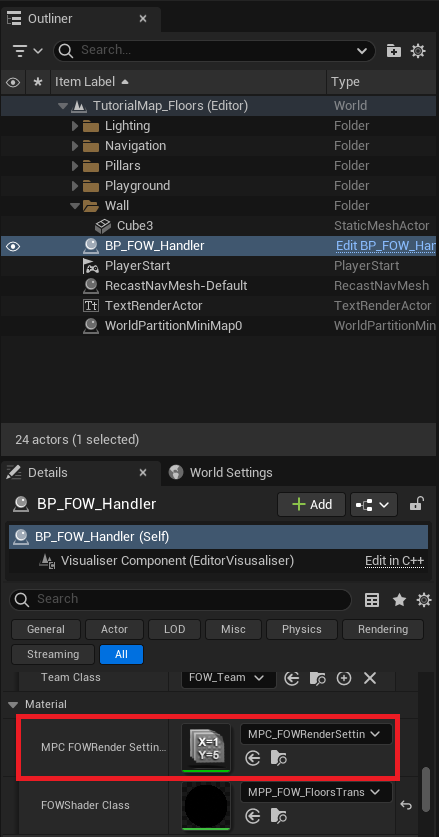 Outliner
Search...
Item Label Type
TutorialMap_Floors (Editor) World
Lighting Folder
Navigation Folder
Pillars Folder
Playground Folder
Wall Folder
Cube3 StaticMeshActor
BP_FOW_Handler Edit BP_FOW_Har
PlayerStart PlayerStart
RecastNavMesh-Default RecastNavMesh
TextRenderActor TextRenderActor
WorldPartitionMiniMap0 WorldPartitionMin
24 actors (1 selected)
Details World Settings
BP_FOW_Handler + Add
BP_FOW_Handler (Self)
Visualiser Component (EditorVisusaliser) Edit in C++
Search
General Actor LOD Misc Physics Rendering
Streaming All
Team Class FOW_Team
Material
MPC FOWRender Settin... X=1 Y=5 MPC_FOWRenderSettin
FOWShader Class MPP_FOW_FloorsTrans